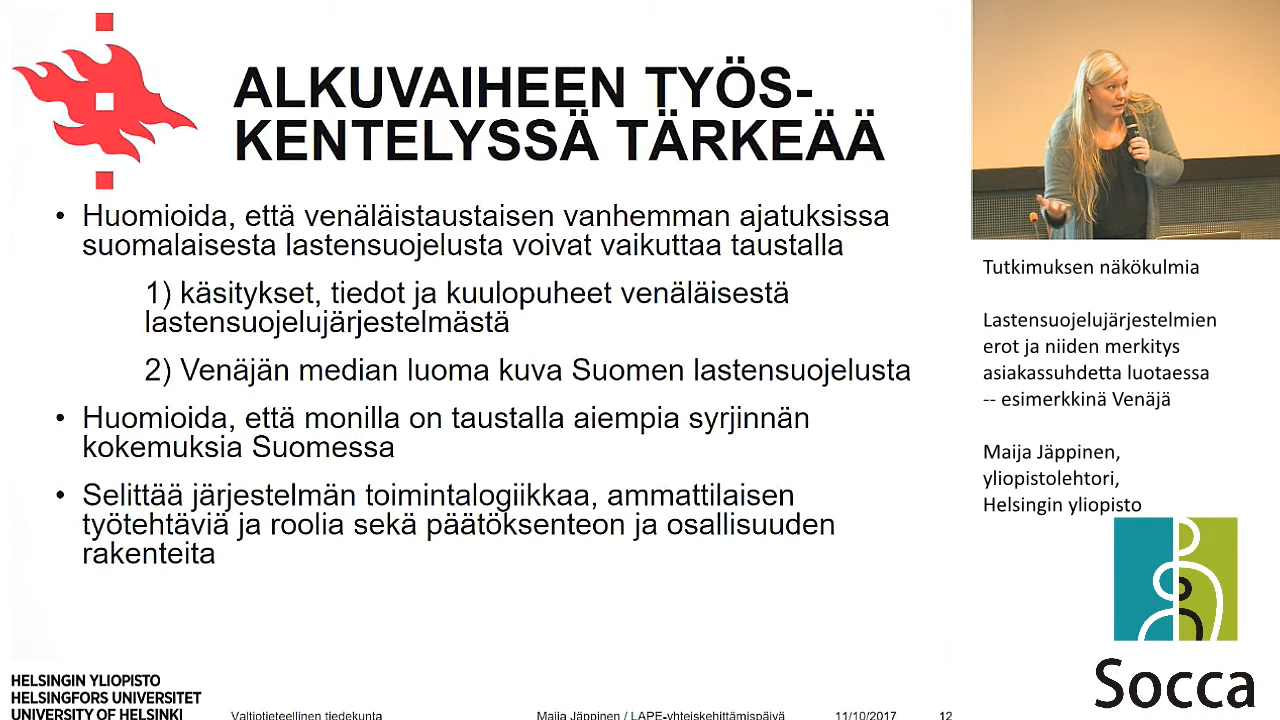 ALKUVAIHEEN TYÖS-
KENTELYSSÄ TÄRKEÄÄ
• Huomioida, että venäläistaustaisen vanhemman ajatuksissa
suomalaisesta lastensuojelusta voivat vaikuttaa taustalla
1) käsitykset, tiedot ja kuulopuheet venäläisestä
lastensuojelujärjestelmästä
2) Venäjän median luoma kuva Suomen lastensuojelusta
• Huomioida, että monilla on taustalla aiempia syrjinnän
kokemuksia Suomessa
• Selittää järjestelmän toimintalogiikkaa, ammattilaisen
työtehtäviä ja roolia sekä päätöksenteon ja osallisuuden
rakenteita
HELSINGIN YLIOPISTO
HELSINGFORS UNIVERSITET
UNIVERSITY OF HELSINKI
Valtiotieteellinen tiedekunta
Maija Jäppinen / LAPE-yhteiskehittämispäivä
11/10/2017
12
Tutkimuksen näkökulmia
Lastensuojelujärjestelmien
erot ja niiden merkitys
asiakassuhdetta luotaessa
-- esimerkkinä Venäjä
Maija Jäppinen,
yliopistolehtori,
Helsingin yliopisto
Socca